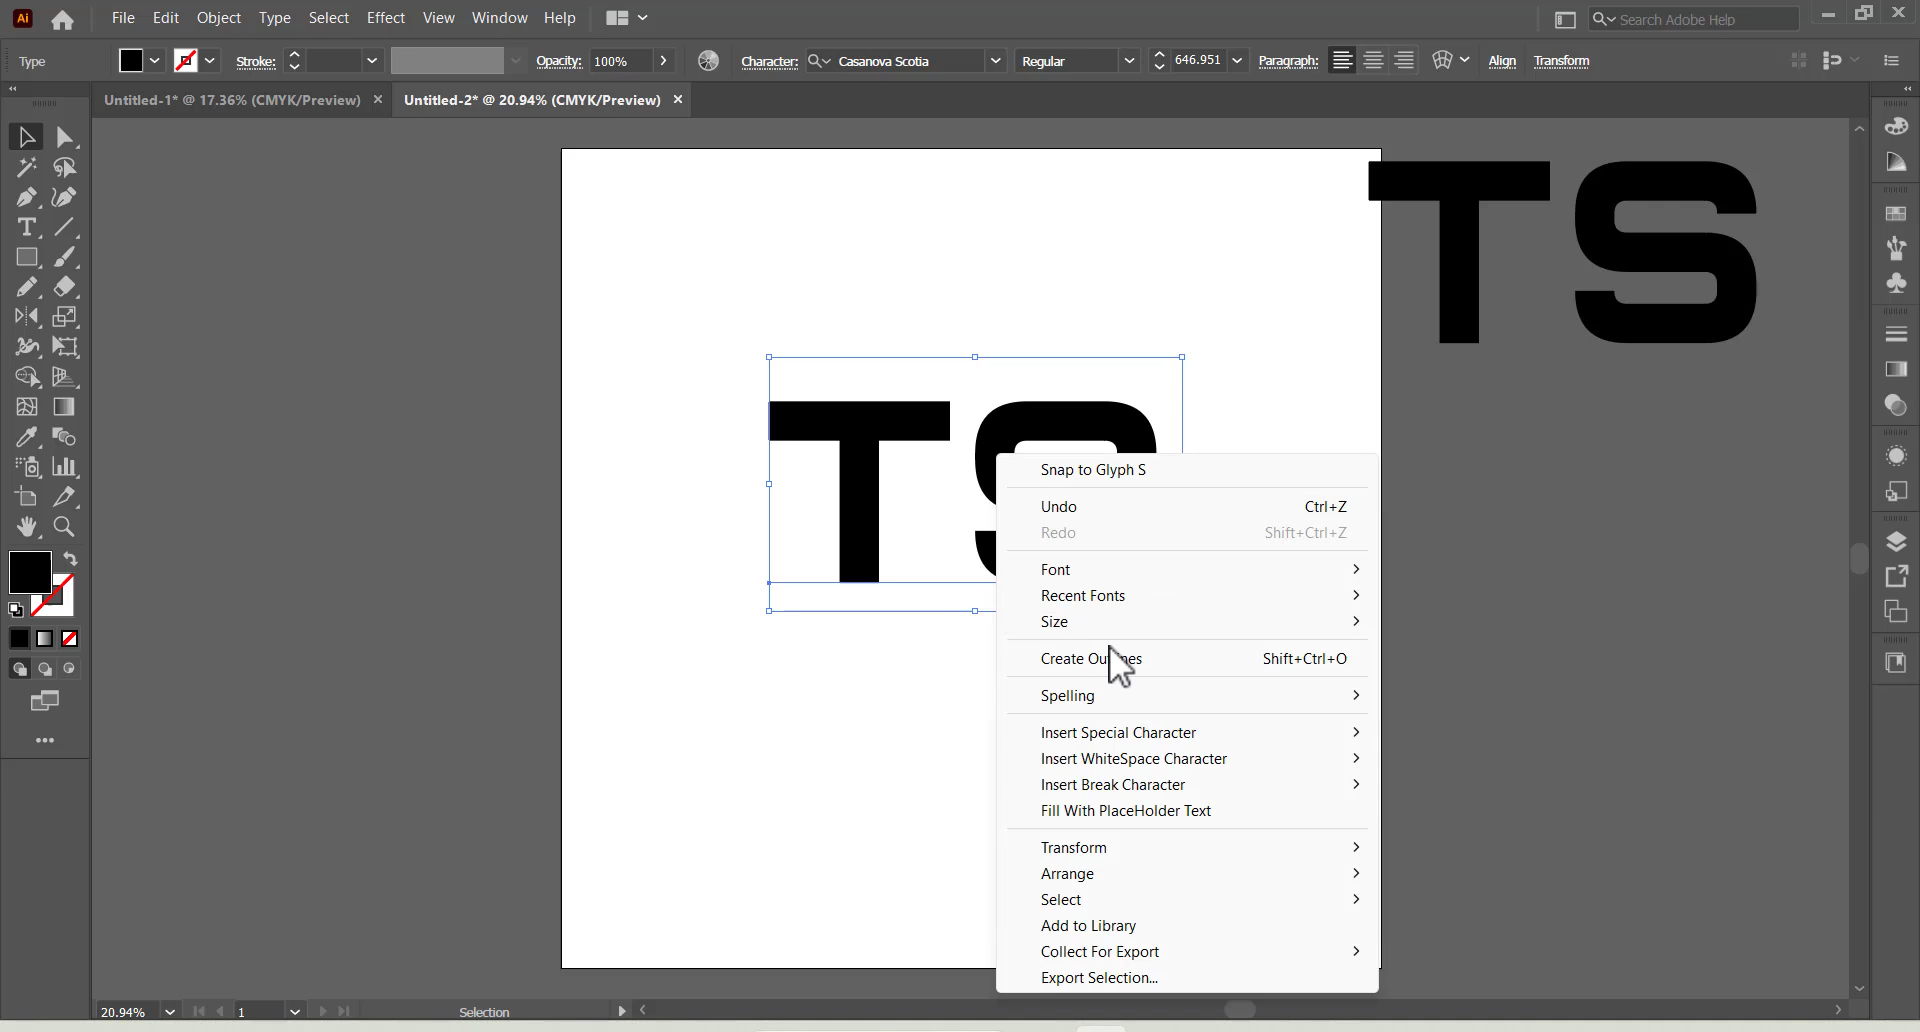 Ai File Edit Object Type Select Effect View Window Help Search Adobe Help
Type Stroke: Opacity: 100% Character: Casanova Scotia Regular 646.951 Paragraph: Align Transform
Untitled-1* @ 17.36% (CMYK/Preview) × Untitled-2* @ 20.94% (CMYK/Preview) ×
TS
TS
Snap to Glyph S
Undo Ctrl+Z
Redo Shift+Ctrl+Z
Font
Recent Fonts
Size
Create Outlines Shift+Ctrl+O
Spelling
Insert Special Character
Insert WhiteSpace Character
Insert Break Character
Fill With PlaceHolder Text
Transform
Arrange
Select
Add to Library
Collect For Export
Export Selection...
20.94% 1 Selection